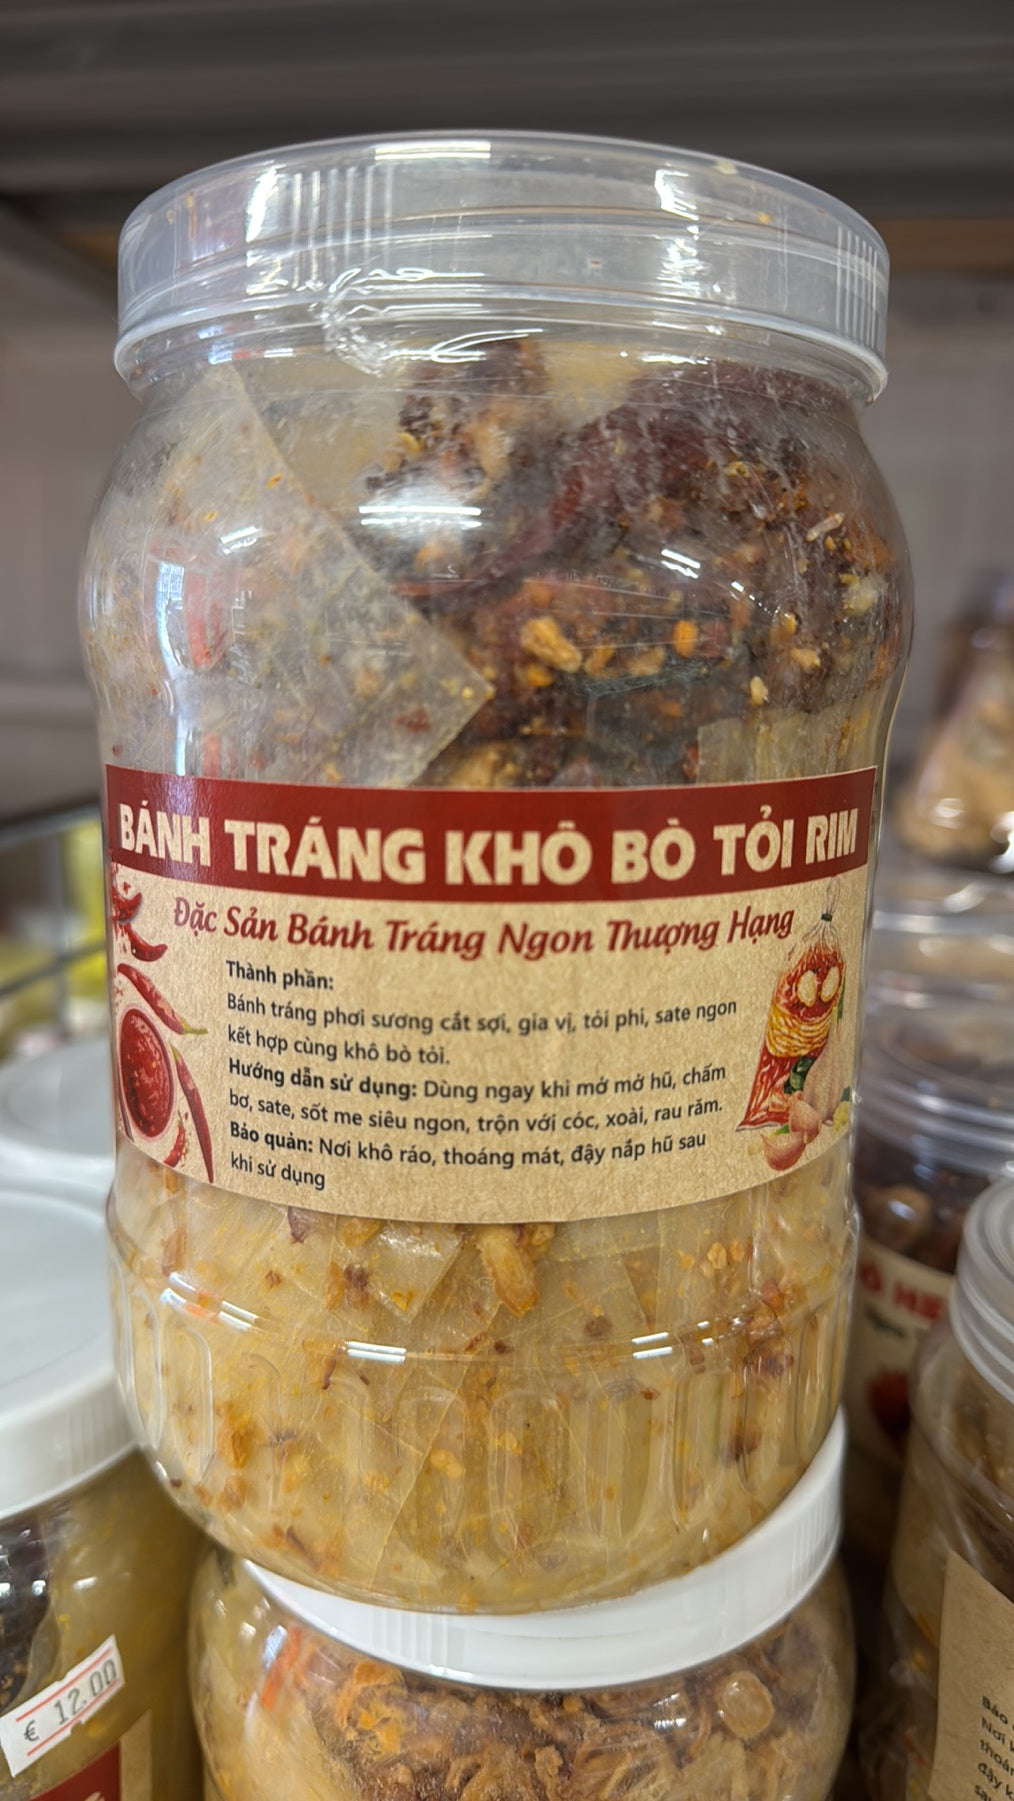 BÁNH TRÁNG KHÔ BÒ TỎI RIM
Đặc Sản Bánh Tráng Ngon Thượng Hạng
Thành phần:
Bánh tráng phơi sương cắt sợi, gia vị, tỏi phi, sate ngon
kết hợp cùng khô bò tỏi.
Hướng dẫn sử dụng: Dùng ngay khi mở mở hũ, chấm
bơ, sate, sốt me siêu ngon, trộn với cóc, xoài, rau răm.
Bảo quản: Nơi khô ráo, thoáng mát, đậy nắp hũ sau
khi sử dụng
€ 12.00